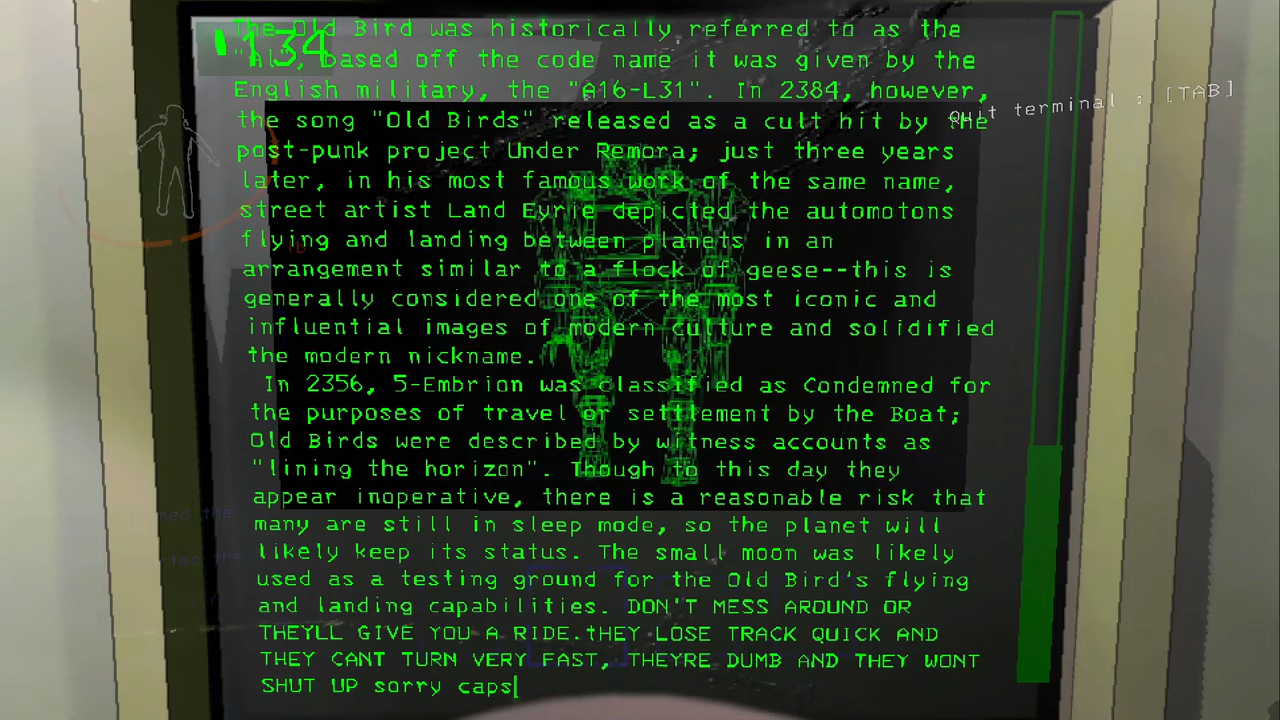 The Old Bird was historically referred to as the
"Al", based off the code name it was given by the
English military, the "A16-L31". In 2384, however,
the song "Old Birds" released as a cult hit by the
post-punk project Under Remora; just three years
later, in his most famous work of the same name,
street artist Land Eyrie depicted the automotons
flying and landing between planets in an
arrangement similar to a flock of geese--this is
generally considered one of the most iconic and
influential images of modern culture and solidified
the modern nickname.
In 2356, 5-Embrion was classified as Condemned for
the purposes of travel or settlement by the Boat;
Old Birds were described by witness accounts as
"lining the horizon". Though to this day they
appear inoperative, there is a reasonable risk that
many are still in sleep mode, so the planet will
likely keep its status. The small moon was likely
used as a testing ground for the Old Bird's flying
and landing capabilities. DON'T MESS AROUND OR
THEYLL GIVE YOU A RIDE.tHEY LOSE TRACK QUICK AND
THEY CANT TURN VERY FAST, THEYRE DUMB AND THEY WONT
SHUT UP sorry caps
134
Quit terminal : [TAB]